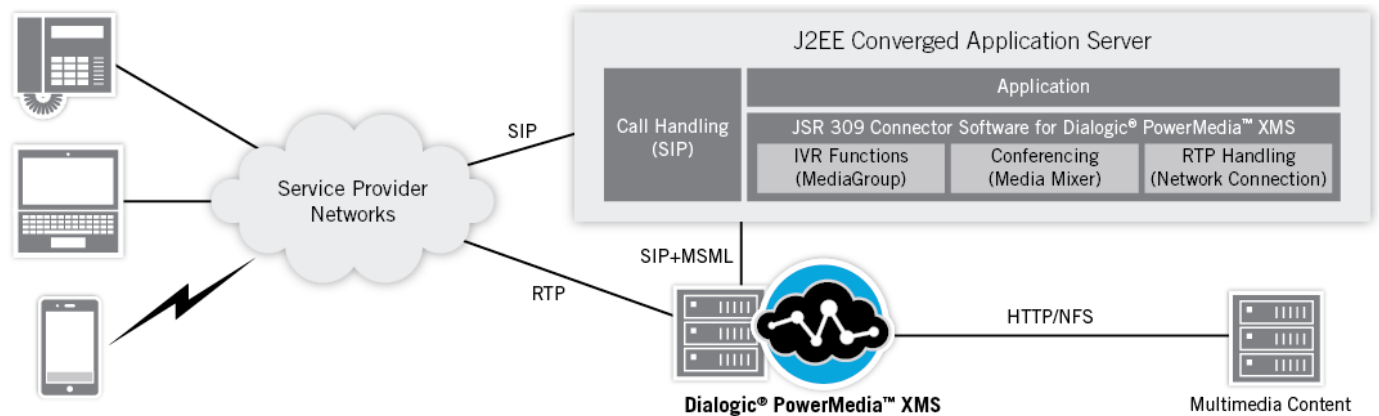 J2EE Converged Application Server
Application
Call Handling
(SIP)
JSR 309 Connector Software for Dialogic® PowerMedia™ XMS
IVR Functions
(MediaGroup)
Conferencing
(Media Mixer)
RTP Handling
(Network Connection)
SIP
Service Provider
Networks
SIP+MSML
RTP
HTTP/NFS
Dialogic® PowerMedia™ XMS
Multimedia Content